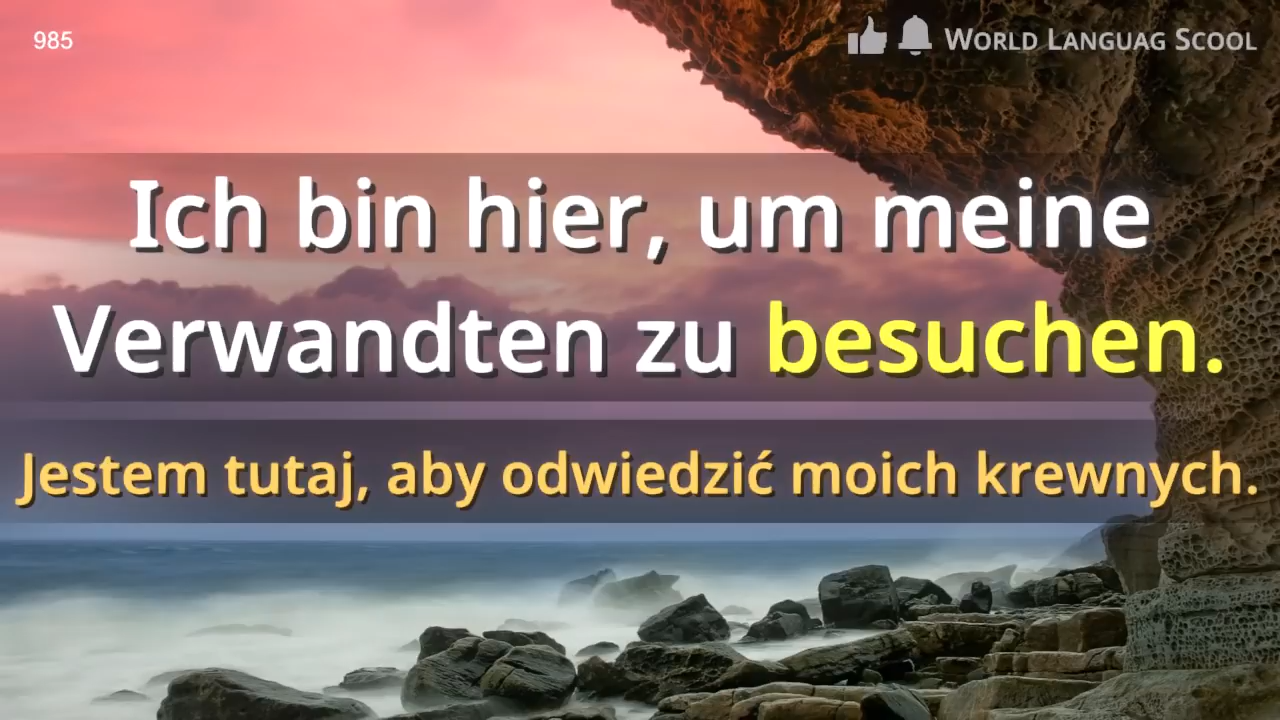 985
World Languag Scool
Ich bin hier, um meine
Verwandten zu besuchen.
Jestem tutaj, aby odwiedzić moich krewnych.